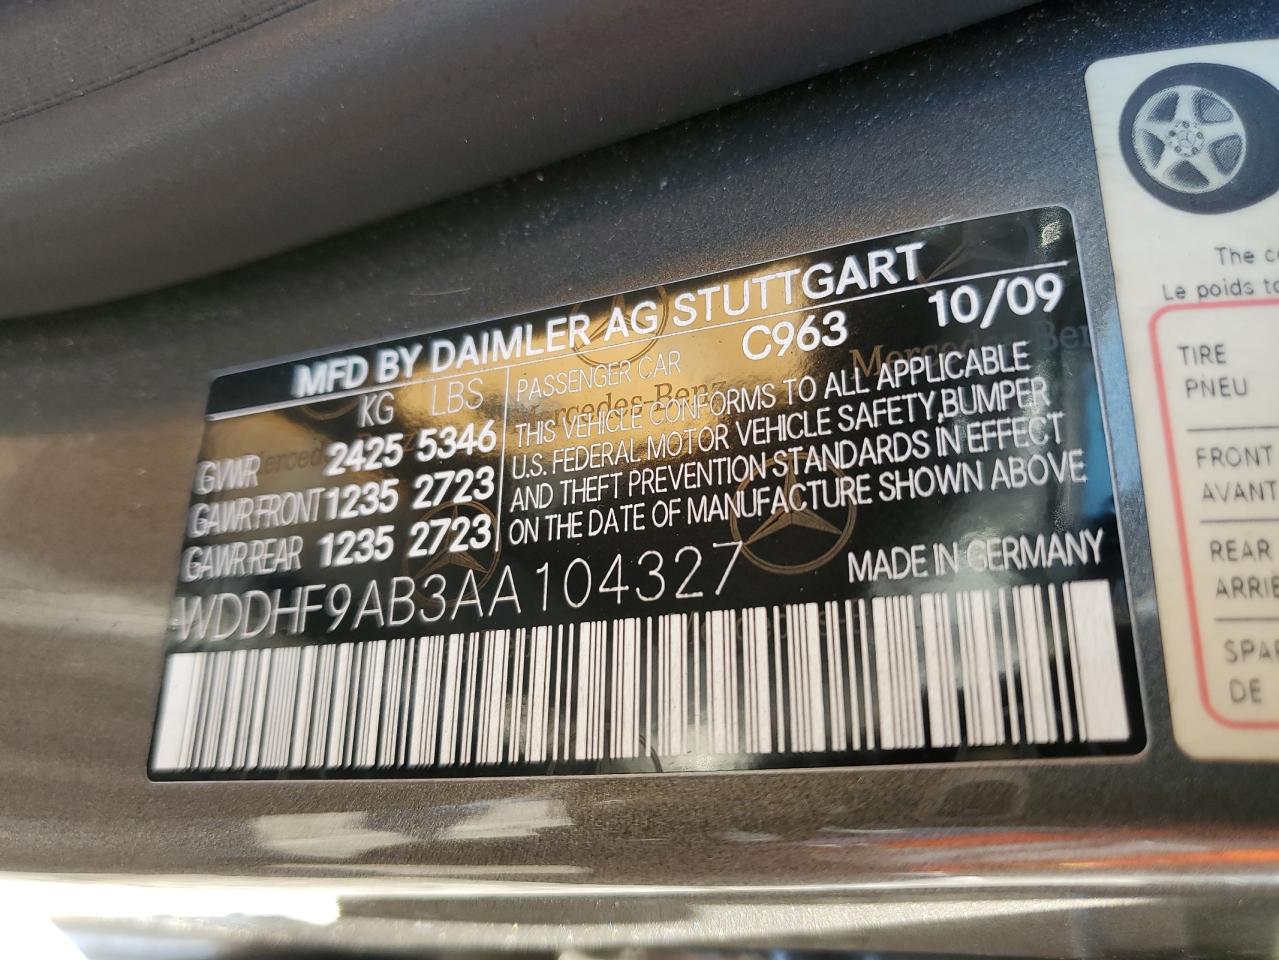 MFD BY DAIMLER AG STUTTGART
KG LBS
GVWR 2425 5346
GAWR FRONT 1235 2723
GAWR REAR 1235 2723
PASSENGER CAR C963 10/09
THIS VEHICLE CONFORMS TO ALL APPLICABLE
U.S. FEDERAL MOTOR VEHICLE SAFETY, BUMPER
AND THEFT PREVENTION STANDARDS IN EFFECT
ON THE DATE OF MANUFACTURE SHOWN ABOVE
WDDHF9AB3AA104327
MADE IN GERMANY
Mercedes-Benz
The
Le poids
TIRE
PNEU
FRONT
AVANT
REAR
DE